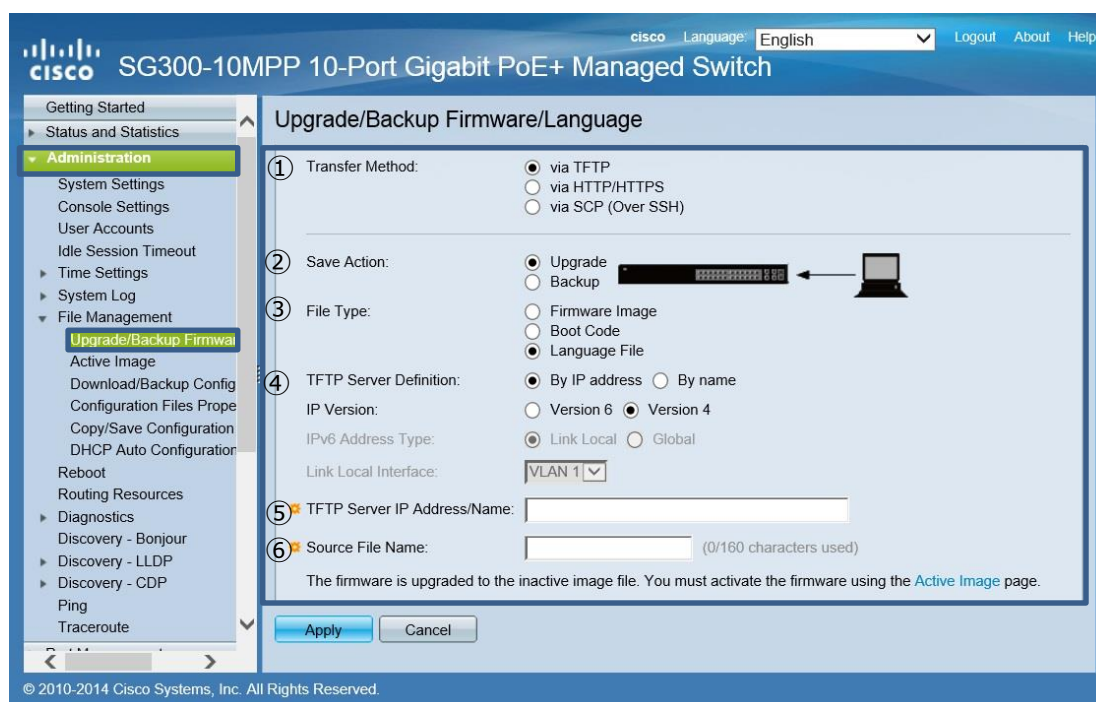 cisco Language: English Logout About Help
CISCO SG300-10MPP 10-Port Gigabit PoE+ Managed Switch
Getting Started
Status and Statistics
Administration
System Settings
Console Settings
User Accounts
Idle Session Timeout
Time Settings
System Log
File Management
Upgrade/Backup Firmwar
Active Image
Download/Backup Config
Configuration Files Prope
Copy/Save Configuration
DHCP Auto Configuration
Reboot
Routing Resources
Diagnostics
Discovery - Bonjour
Discovery - LLDP
Discovery - CDP
Ping
Traceroute
Upgrade/Backup Firmware/Language
① Transfer Method: via TFTP
via HTTP/HTTPS
via SCP (Over SSH)
② Save Action: Upgrade
Backup
③ File Type: Firmware Image
Boot Code
Language File
④ TFTP Server Definition: By IP address By name
IP Version: Version 6 Version 4
IPv6 Address Type: Link Local Global
Link Local Interface: VLAN 1
⑤ TFTP Server IP Address/Name:
⑥ Source File Name: (0/160 characters used)
The firmware is upgraded to the inactive image file. You must activate the firmware using the Active Image page.
Apply Cancel
© 2010-2014 Cisco Systems, Inc. All Rights Reserved.